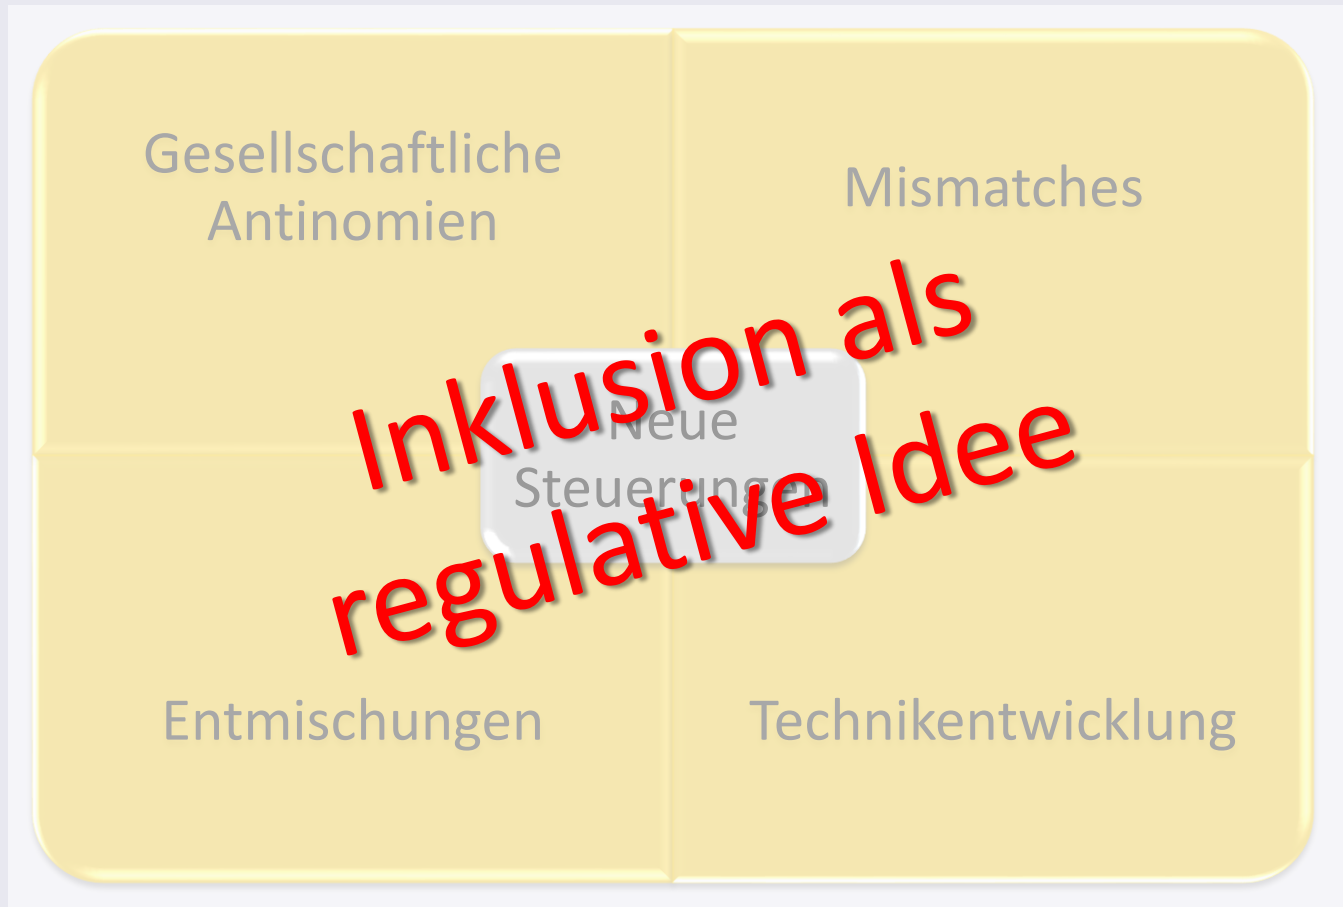 Gesellschaftliche
Antinomien
Mismatches
Inklusion als
regulative Idee
Neue
Steuerungen
Entmischungen
Technikentwicklung